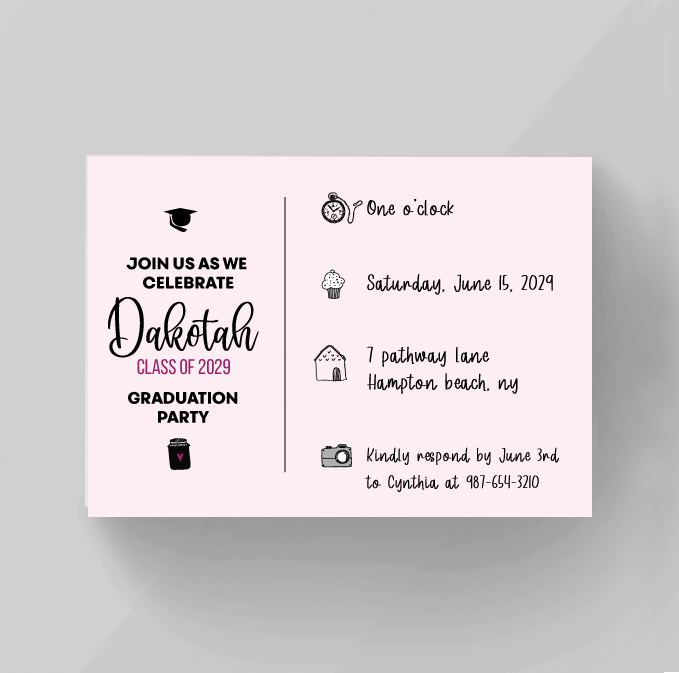 JOIN US AS WE
CELEBRATE
Dakotah
CLASS OF 2029
GRADUATION
PARTY
One o'clock
Saturday, June 15, 2029
7 pathway lane
Hampton beach, ny
Kindly respond by June 3rd
to Cynthia at 987-654-3210